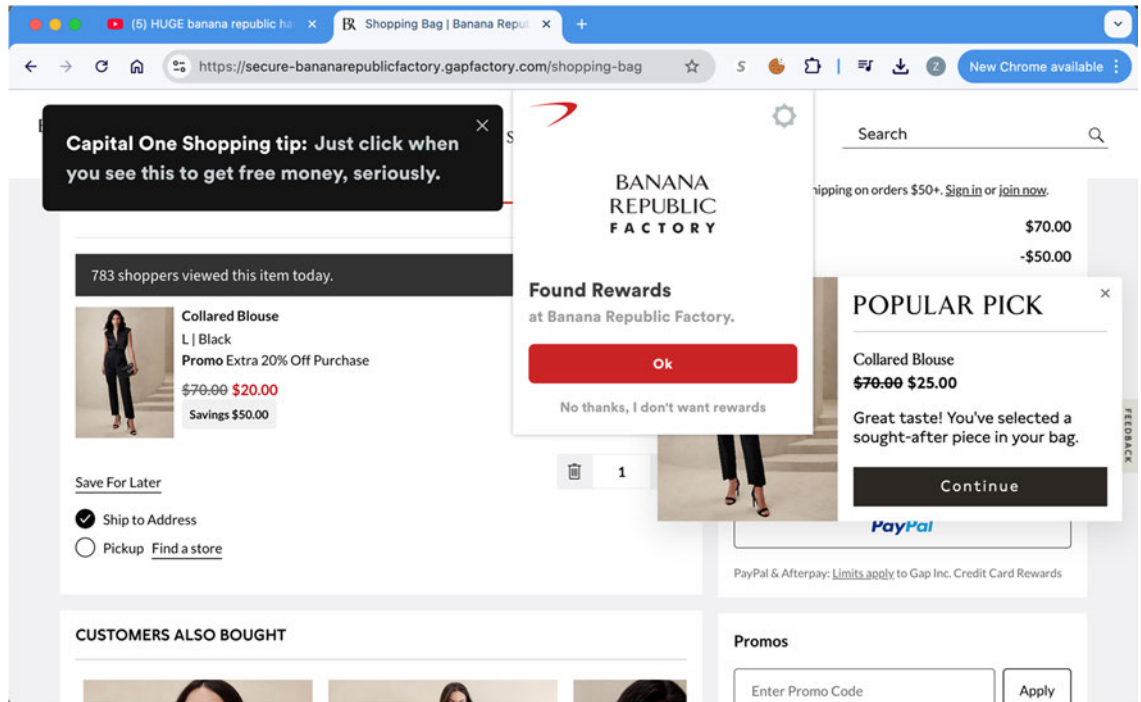 (5) HUGE banana republic ha
BR Shopping Bag | Banana Repu
https://secure-bananarepublicfactory.gapfactory.com/shopping-bag
S
Z
New Chrome available
Capital One Shopping tip: Just click when
you see this to get free money, seriously.
S
BANANA
REPUBLIC
FACTORY
Found Rewards
at Banana Republic Factory.
Ok
No thanks, I don't want rewards
Search
hipping on orders $50+. Sign in or join now.
$70.00
-$50.00
783 shoppers viewed this item today.
Collared Blouse
L | Black
Promo Extra 20% Off Purchase
$70.00 $20.00
Savings $50.00
1
Save For Later
Ship to Address
Pickup Find a store
POPULAR PICK
Collared Blouse
$70.00 $25.00
Great taste! You've selected a
sought-after piece in your bag.
Continue
FEEDBACK
PayPal
PayPal & Afterpay: Limits apply to Gap Inc. Credit Card Rewards
CUSTOMERS ALSO BOUGHT
Promos
Enter Promo Code
Apply